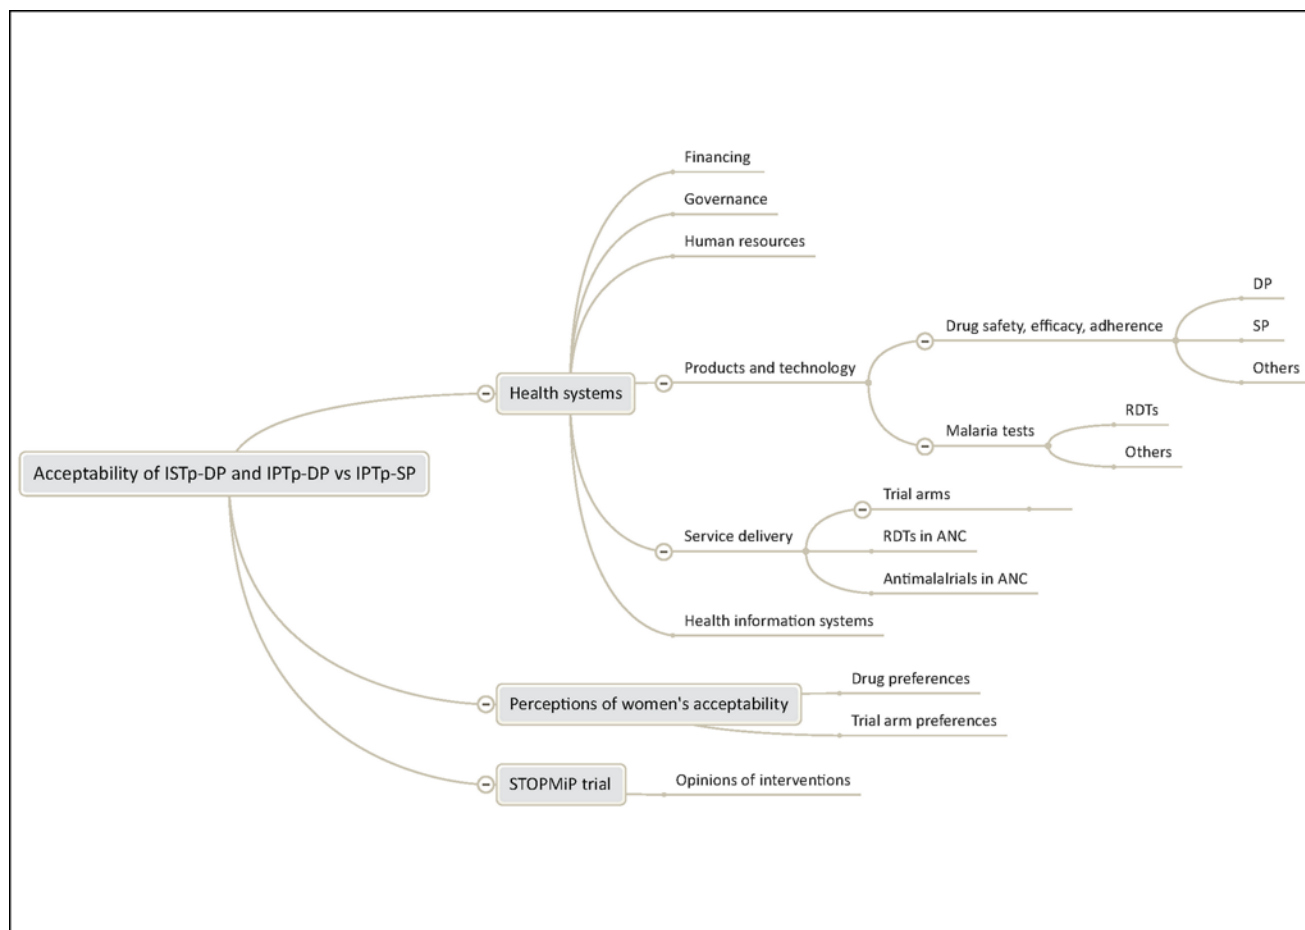 Financing
Governance
Human resources
DP
Drug safety, efficacy, adherence
SP
Products and technology
Others
Health systems
RDTs
Malaria tests
Others
Acceptability of ISTp-DP and IPTp-DP vs IPTp-SP
Trial arms
Service delivery
RDTs in ANC
Antimalalrials in ANC
Health information systems
Drug preferences
Perceptions of women's acceptability
Trial arm preferences
STOPMiP trial
Opinions of interventions